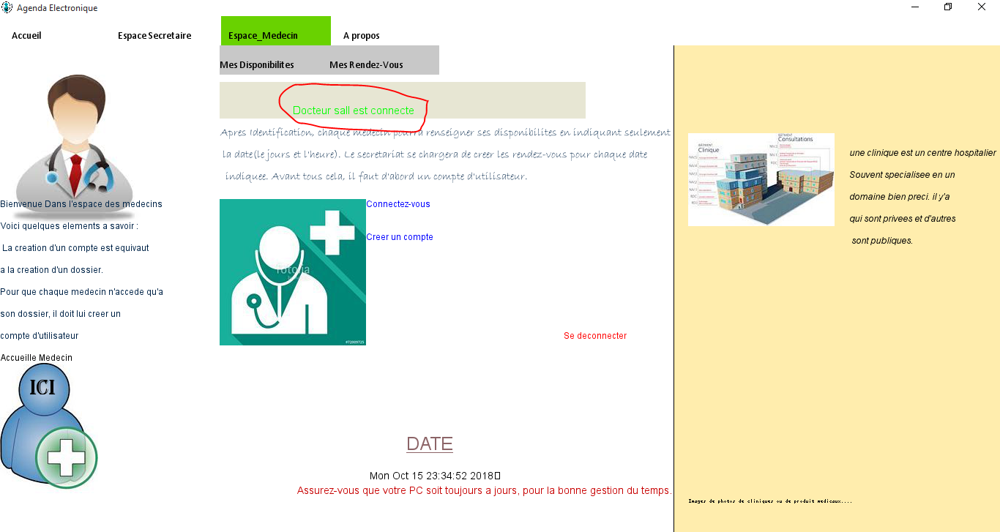 Agenda Electronique
Accueil
Espace Secretaire
Espace_Medecin
A propos
Mes Disponibilites
Mes Rendez-Vous
Docteur sall est connecte
Apres Identification, chaque medecin pourra renseigner ses disponibilites en indiquant seulement
la date(le jours et l'heure). Le secretariat se chargera de creer les rendez-vous pour chaque date
indiquee. Avant tous cela, il faut d'abord un compte d'utilisateur.
Bienvenue Dans l'espace des medecins
Voici quelques elements a savoir :
La creation d'un compte est equivaut
a la creation d'un dossier.
Pour que chaque medecin n'accede qu'a
son dossier, il doit lui creer un
compte d'utilisateur
Accueille Medecin
ICI
Connectez-vous
Creer un compte
fotolia
#72009725
Se deconnecter
DATE
Mon Oct 15 23:34:52 2018
Assurez-vous que votre PC soit toujours a jours, pour la bonne gestion du temps.
BATIMENT
Clinique
BATIMENT
Consultations
NIV.5
NIV.4
NIV.3
NIV.2
NIV.1
RDC
NIV.2
NIV.1
RDC
une clinique est un centre hospitalier
Souvent specialisee en un
domaine bien preci. il y'a
qui sont privees et d'autres
sont publiques.
Images de photos de cliniques ou de produit medicaux....